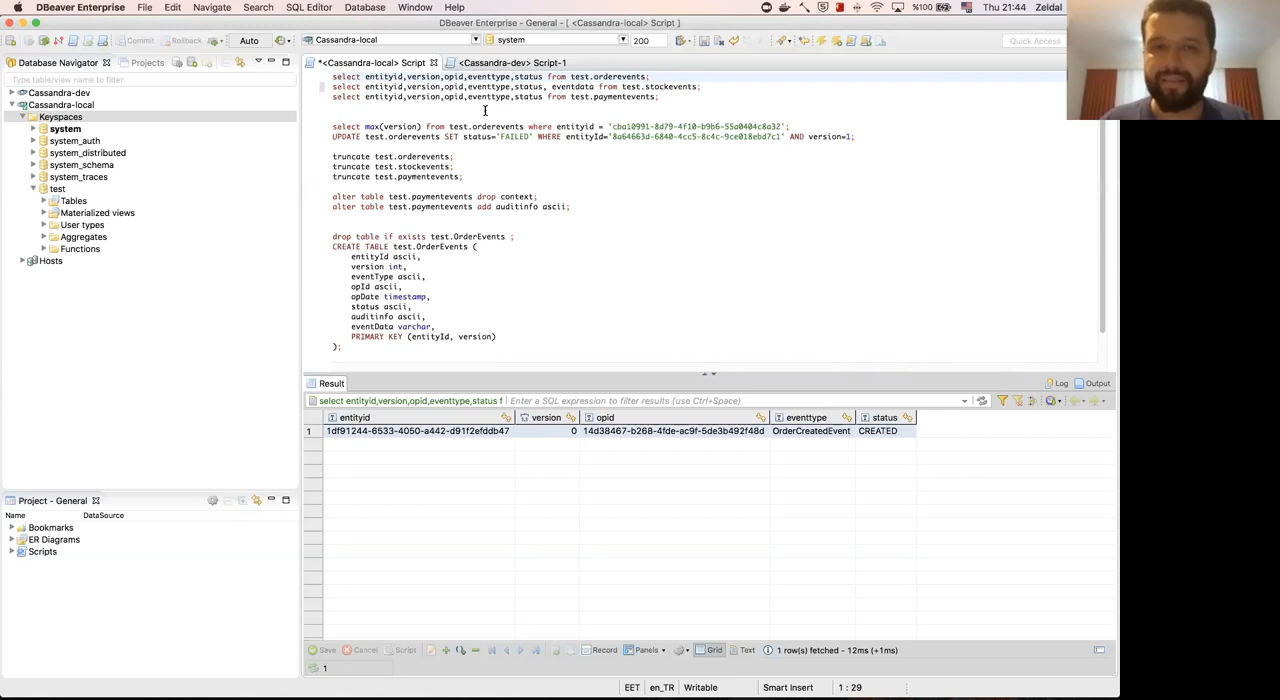 DBeaver Enterprise File Edit Navigate Search SQL Editor Database Window Help %100 Thu 21:44 Zeldal
DBeaver Enterprise - General - [ <Cassandra-local> Script ]
Commit Rollback Auto Cassandra-local system 200 Quick Access
Database Navigator Projects
*<Cassandra-local> Script <Cassandra-dev> Script-1
Type table/view name to filter
Cassandra-dev
Cassandra-local
Keyspaces
system
system_auth
system_distributed
system_schema
system_traces
test
Tables
Materialized views
User types
Aggregates
Functions
Hosts
select entityid,version,opid,eventtype,status from test.orderevents;
select entityid,version,opid,eventtype,status, eventdata from test.stockevents;
select entityid,version,opid,eventtype,status from test.paymentevents;
select max(version) from test.orderevents where entityid = 'cba10991-8d79-4f10-b9b6-55a0404c8a32';
UPDATE test.orderevents SET status='FAILED' WHERE entityId='8a64663d-6840-4cc5-8c4c-9ce018ebd7c1' AND version=1;
truncate test.orderevents;
truncate test.stockevents;
truncate test.paymentevents;
alter table test.paymentevents drop context;
alter table test.paymentevents add auditinfo ascii;
drop table if exists test.OrderEvents ;
CREATE TABLE test.OrderEvents (
entityId ascii,
version int,
eventType ascii,
opId ascii,
opDate timestamp,
status ascii,
auditinfo ascii,
eventData varchar,
PRIMARY KEY (entityId, version)
);
Result Log Output
select entityid,version,opid,eventtype,status f Enter a SQL expression to filter results (use Ctrl+Space)
entityid version opid eventtype status
1 1df91244-6533-4050-a442-d91f2efddb47 0 14d38467-b268-4fde-ac9f-5de3b492f48d OrderCreatedEvent CREATED
Project - General
Name DataSource
Bookmarks
ER Diagrams
Scripts
Save Cancel Script Record Panels Grid Text 1 row(s) fetched - 12ms (+1ms)
1
EET en_TR Writable Smart Insert 1 : 29